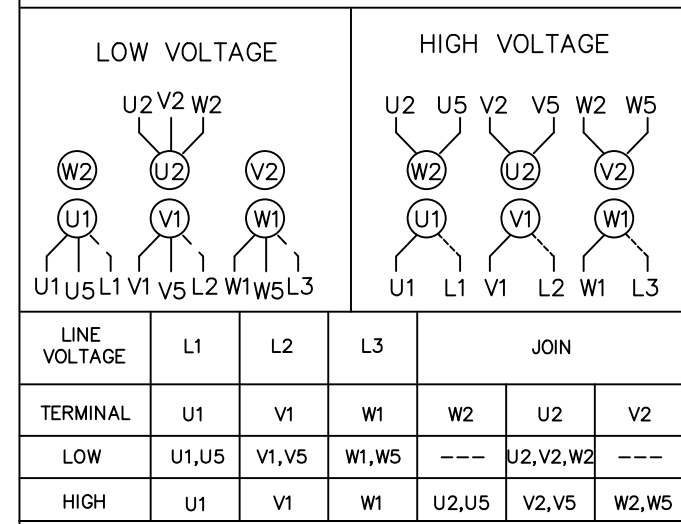 LOW VOLTAGE
U2 V2 W2
W2 U2 V2
U1 V1 W1
U1 U5 L1 V1 V5 L2 W1 W5 L3
HIGH VOLTAGE
U2 U5 V2 V5 W2 W5
W2 U2 V2
U1 V1 W1
U1 L1 V1 L2 W1 L3
LINE VOLTAGE L1 L2 L3 JOIN
TERMINAL U1 V1 W1 W2 U2 V2
LOW U1,U5 V1,V5 W1,W5 --- U2,V2,W2 ---
HIGH U1 V1 W1 U2,U5 V2,V5 W2,W5